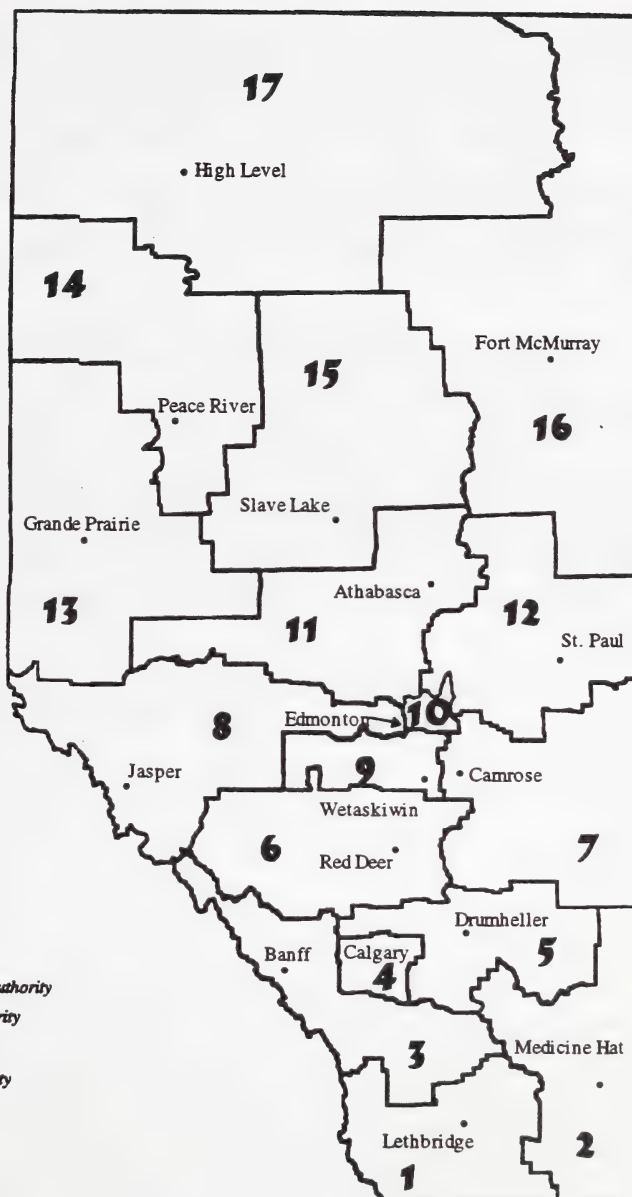 17
High Level
14
Fort McMurray
15
Peace River
16
Slave Lake
Grande Prairie
Athabasca
13
11
12
St. Paul
Edmonton
10
8
Jasper
9
Camrose
Wetaskiwin
6
Red Deer
7
Drumheller
Banff
Calgary
5
4
3
Medicine Hat
Lethbridge
1
2